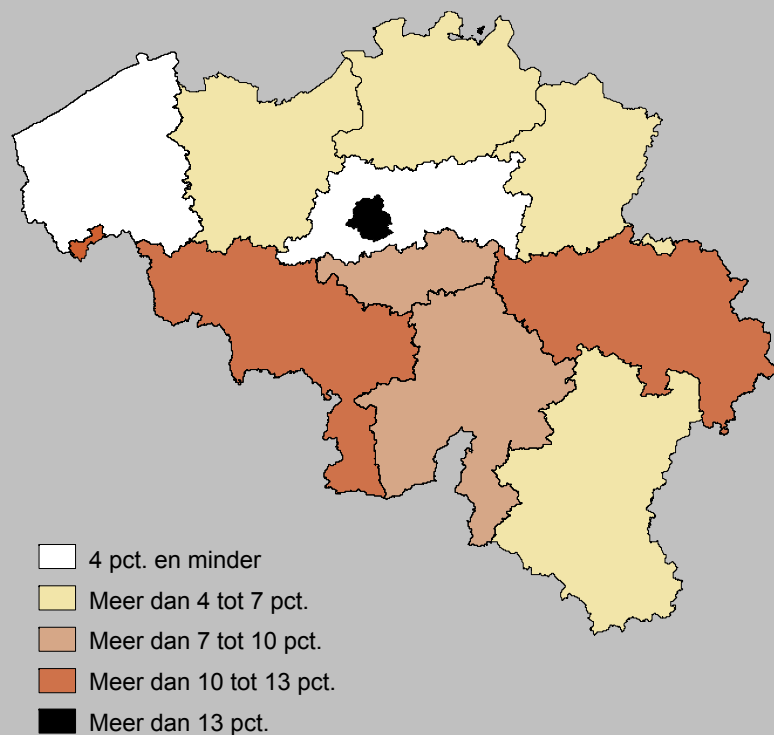 4 pct. en minder
Meer dan 4 tot 7 pct.
Meer dan 7 tot 10 pct.
Meer dan 10 tot 13 pct.
Meer dan 13 pct.